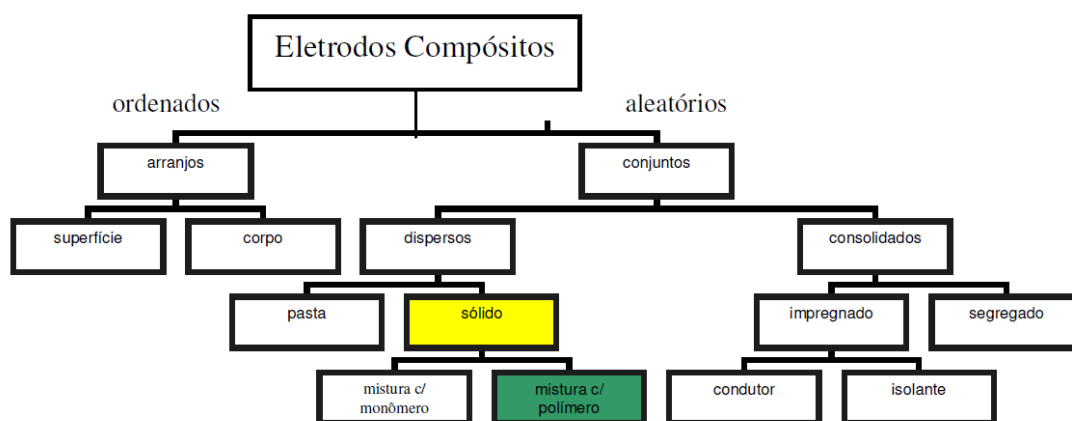 Eletrodos Compósitos
ordenados
aleatórios
arranjos
conjuntos
superfície
corpo
dispersos
consolidados
pasta
sólido
impregnado
segregado
mistura c/
monômero
mistura c/
polímero
condutor
isolante